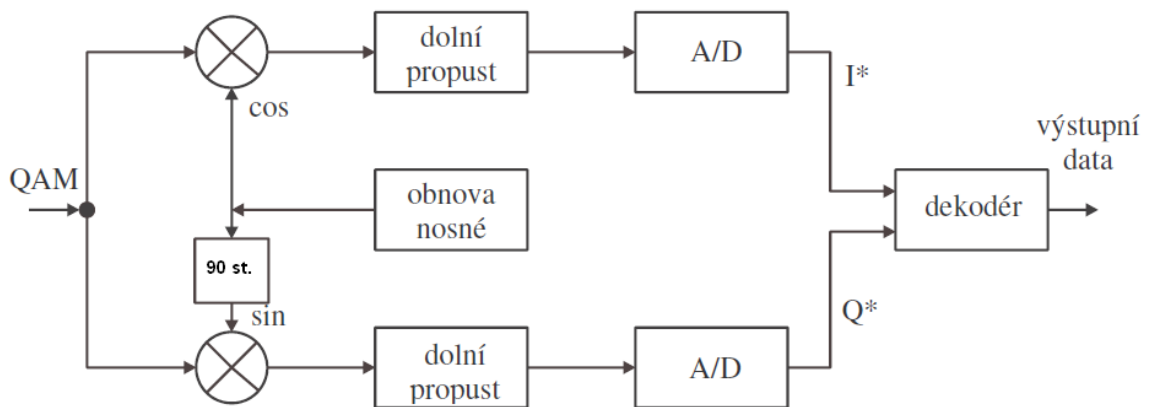 dolní
propust
A/D
I*
cos
výstupní
data
QAM
obnova
nosné
dekodér
90 st.
sin
Q*
dolní
propust
A/D